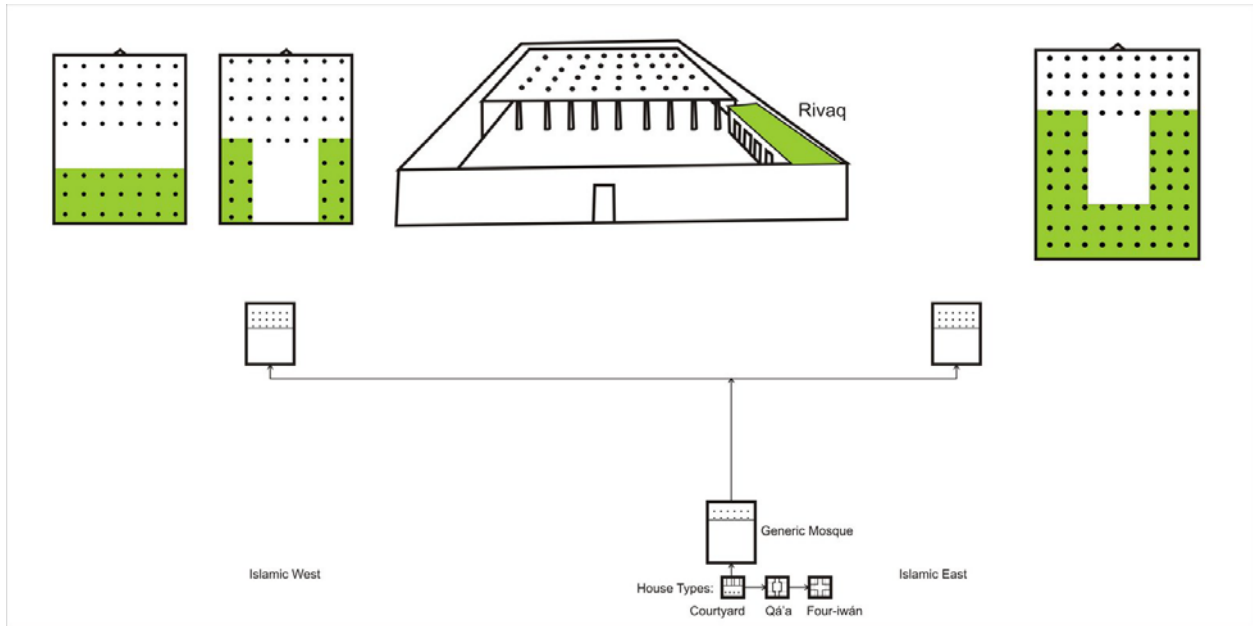 Rivaq
Generic Mosque
Islamic West
Islamic East
House Types:
Courtyard Qá'a Four-iwán